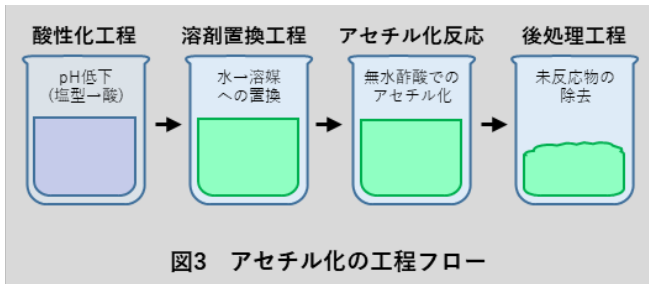 酸性化工程
溶剤置換工程
アセチル化反応
後処理工程
pH低下
(塩型→酸)
水→溶媒
への置換
無水酢酸での
アセチル化
未反応物の
除去
図3 アセチル化の工程フロー